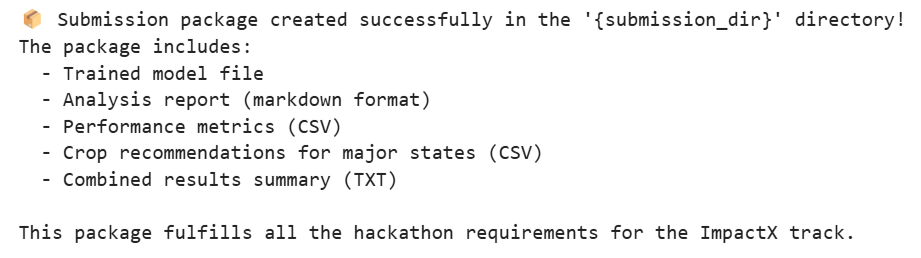 📦 Submission package created successfully in the '{submission_dir}' directory!
The package includes:
- Trained model file
- Analysis report (markdown format)
- Performance metrics (CSV)
- Crop recommendations for major states (CSV)
- Combined results summary (TXT)
This package fulfills all the hackathon requirements for the ImpactX track.